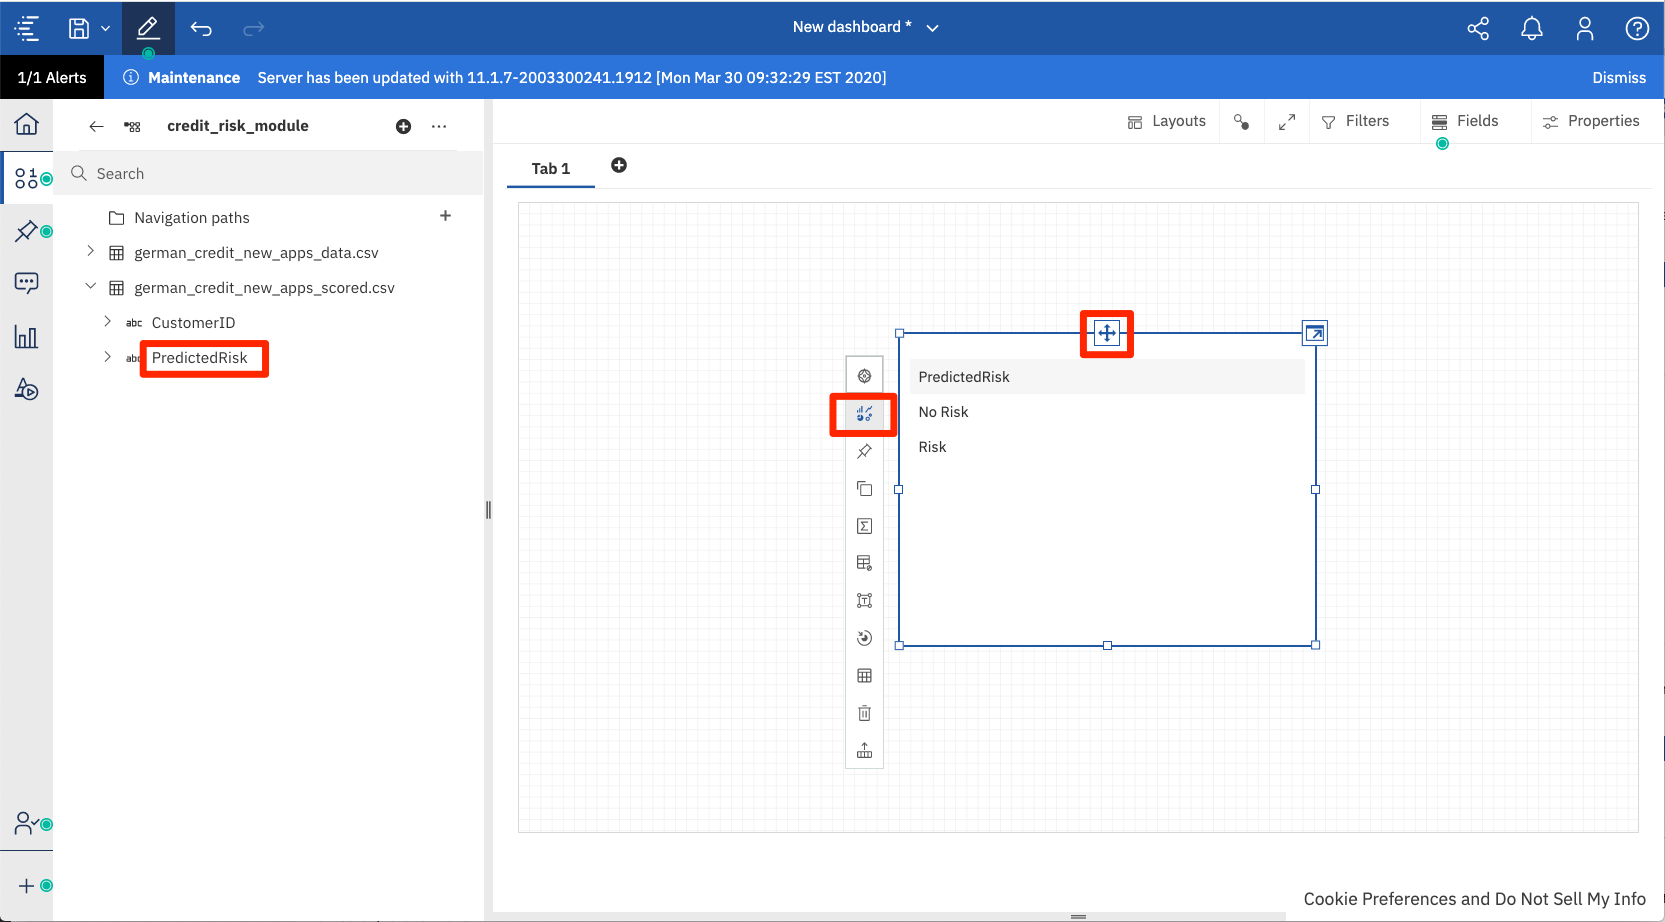 New dashboard *
1/1 Alerts
Maintenance Server has been updated with 11.1.7-2003300241.1912 [Mon Mar 30 09:32:29 EST 2020]
Dismiss
credit_risk_module
Search
Navigation paths
german_credit_new_apps_data.csv
german_credit_new_apps_scored.csv
abc CustomerID
abc PredictedRisk
Layouts
Filters
Fields
Properties
Tab 1
PredictedRisk
No Risk
Risk
Cookie Preferences and Do Not Sell My Info